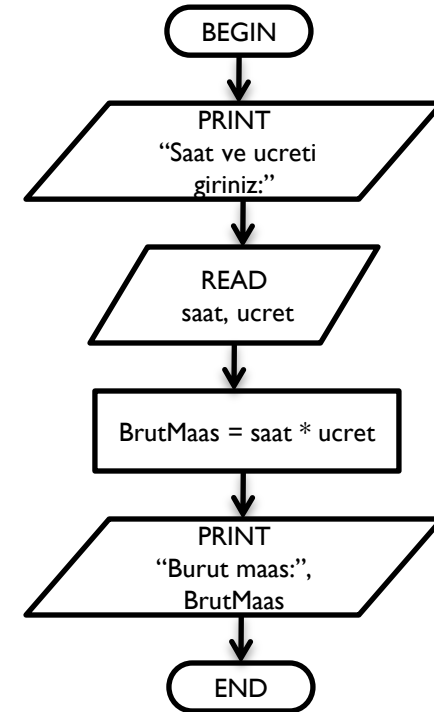 BEGIN
PRINT
“Saat ve ucreti
giriniz:”
READ
saat, ucret
BrutMaas = saat * ucret
PRINT
“Burut maas:”,
BrutMaas
END